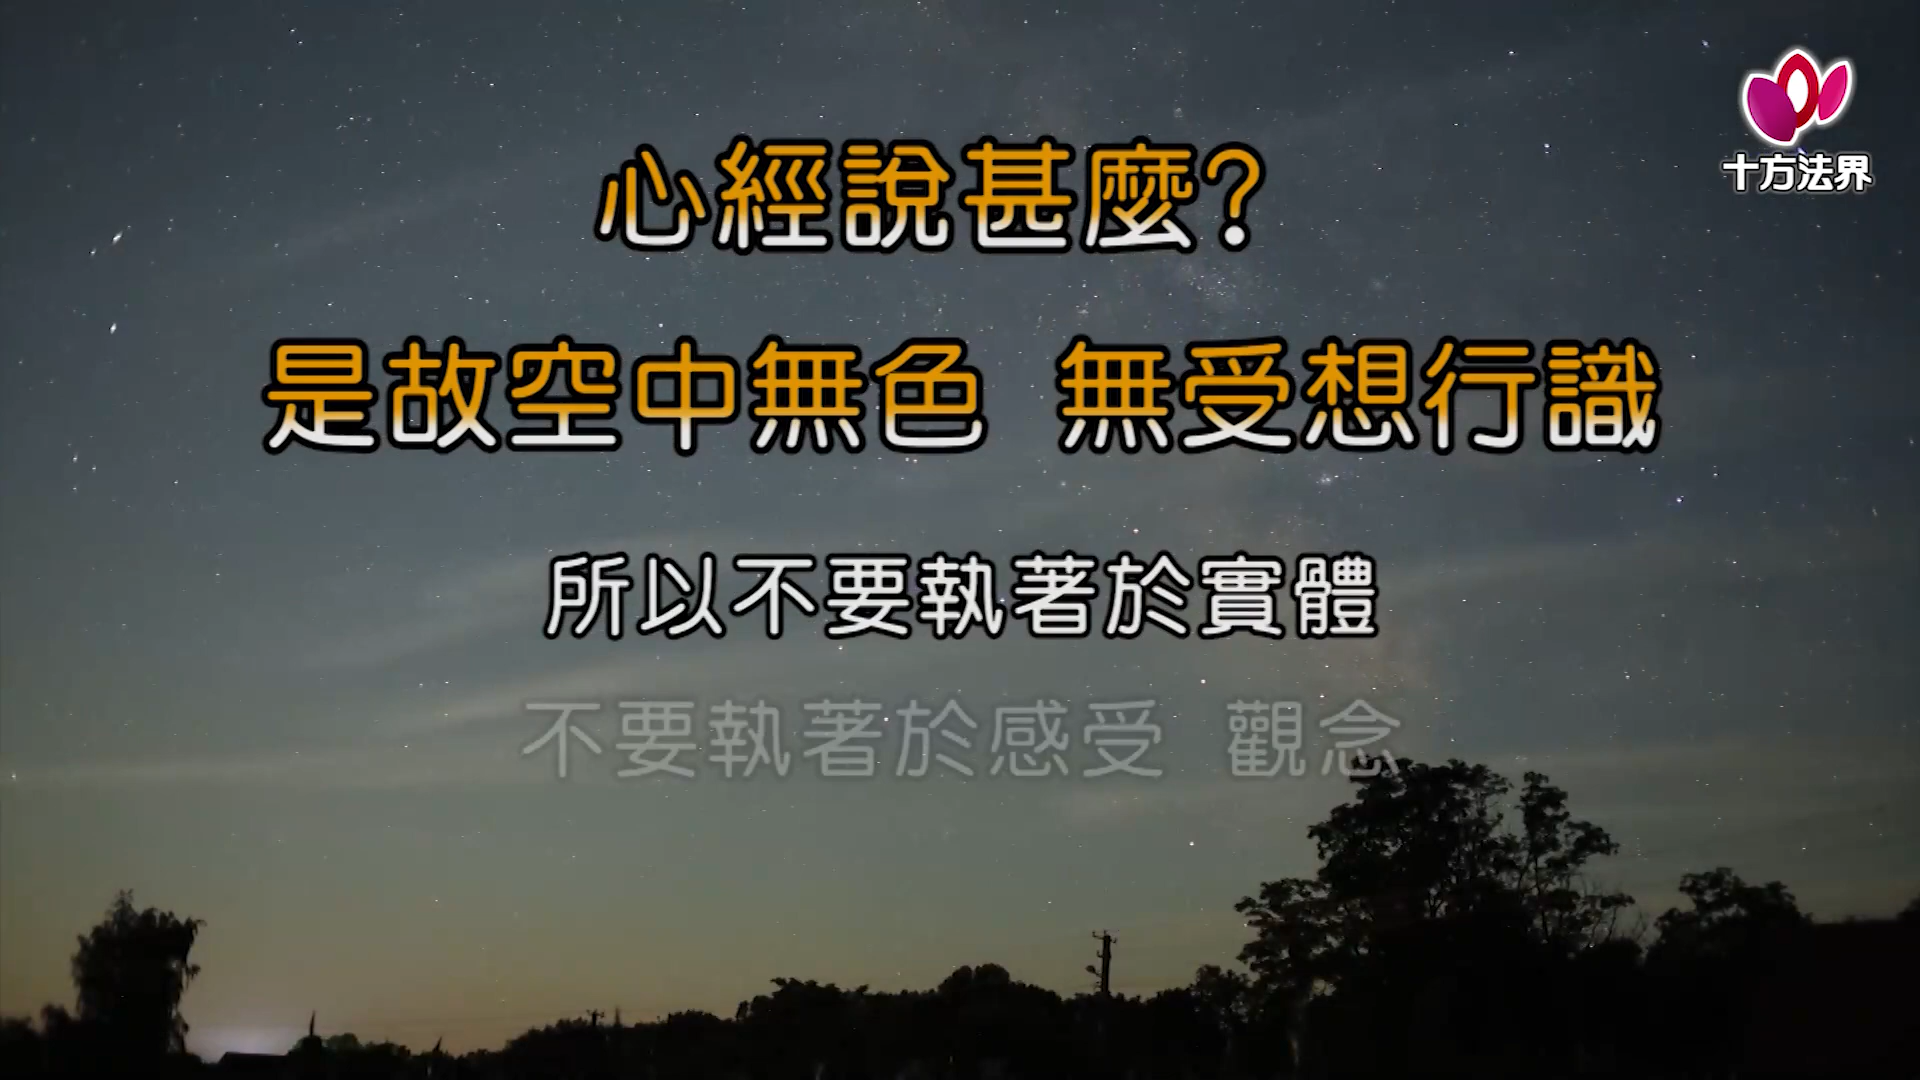 十方法界
心經說甚麼?
是故空中無色 無受想行識
所以不要執著於實體
不要執著於感受 觀念